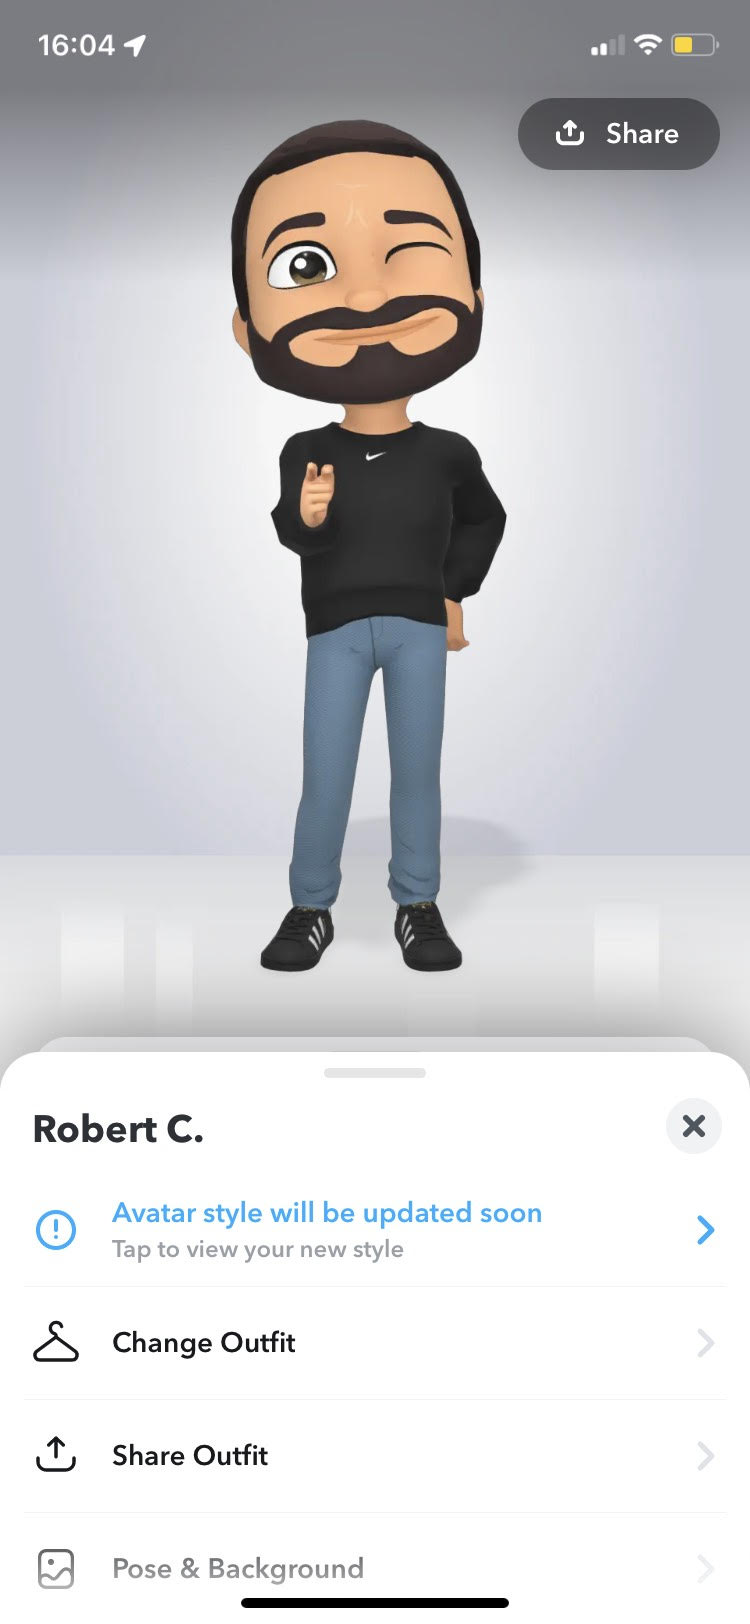 16:04
Share
Robert C.
Avatar style will be updated soon
Tap to view your new style
Change Outfit
Share Outfit
Pose & Background